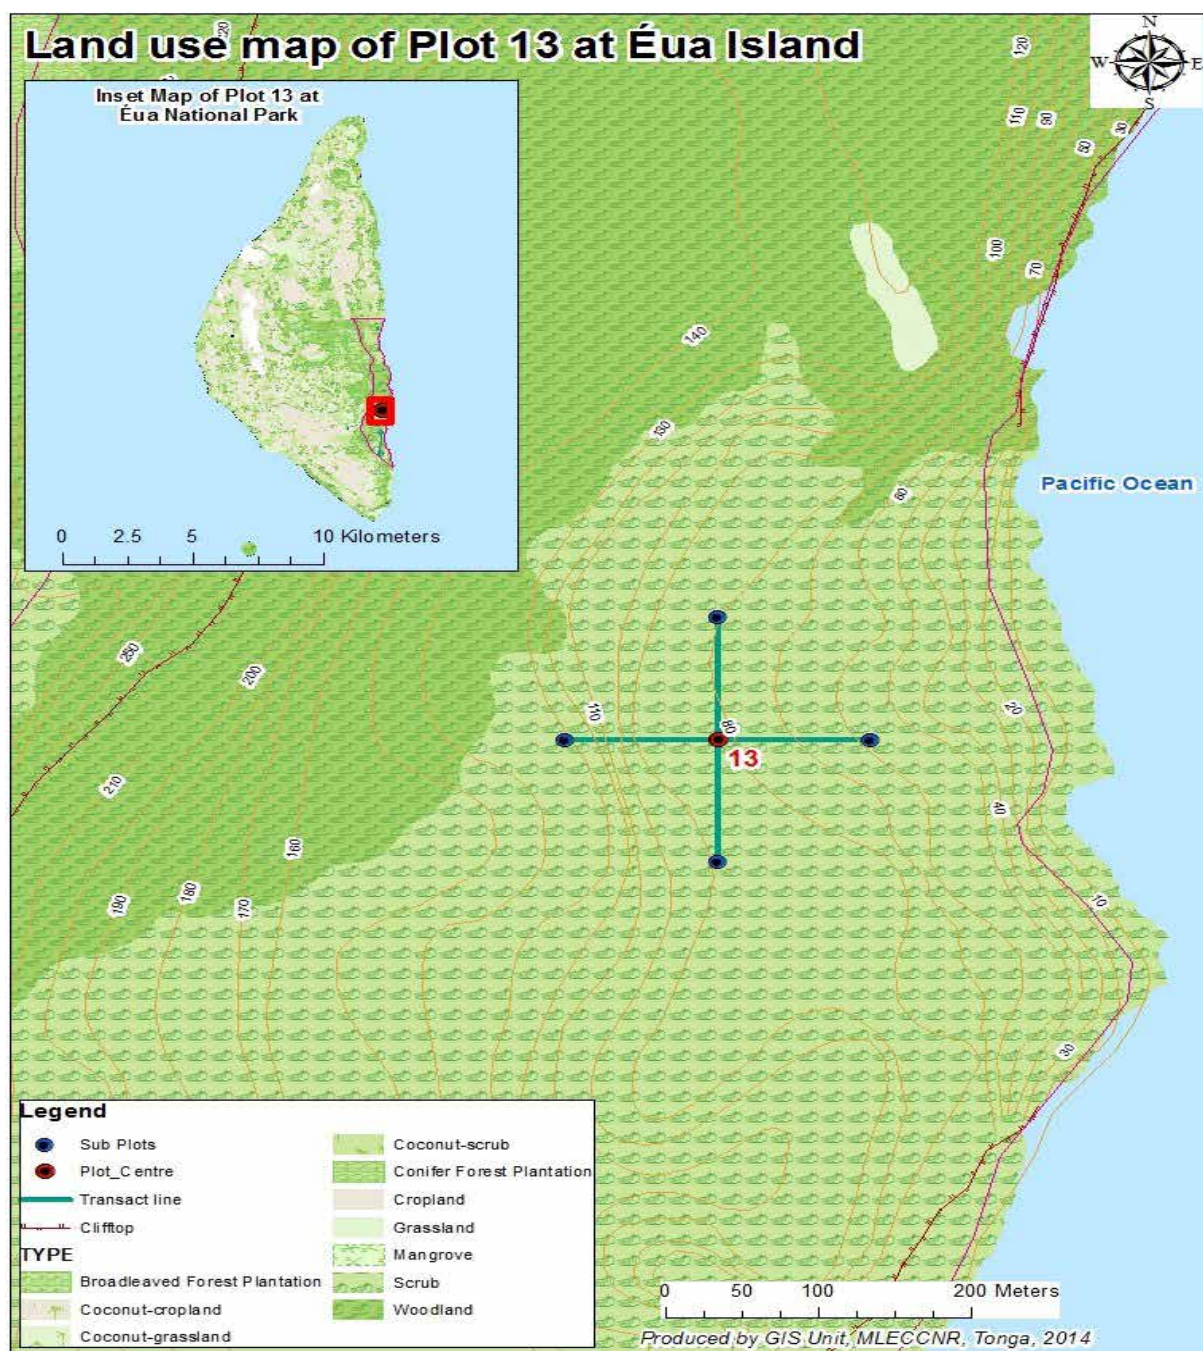 Land use map of Plot 13 at Éua Island
N
W
E
S
Inset Map of Plot 13 at
Éua National Park
0 2.5 5 10 Kilometers
20
120
110
90
30
50
100
70
140
130
60
Pacific Ocean
250
200
110
80
20
13
210
40
160
190
180
170
10
30
Legend
Sub Plots
Plot_Centre
Transact line
Clifftop
TYPE
Broadleaved Forest Plantation
Coconut-cropland
Coconut-grassland
Coconut-scrub
Conifer Forest Plantation
Cropland
Grassland
Mangrove
Scrub
Woodland
0 50 100 200 Meters
Produced by GIS Unit, MLECCNR, Tonga, 2014